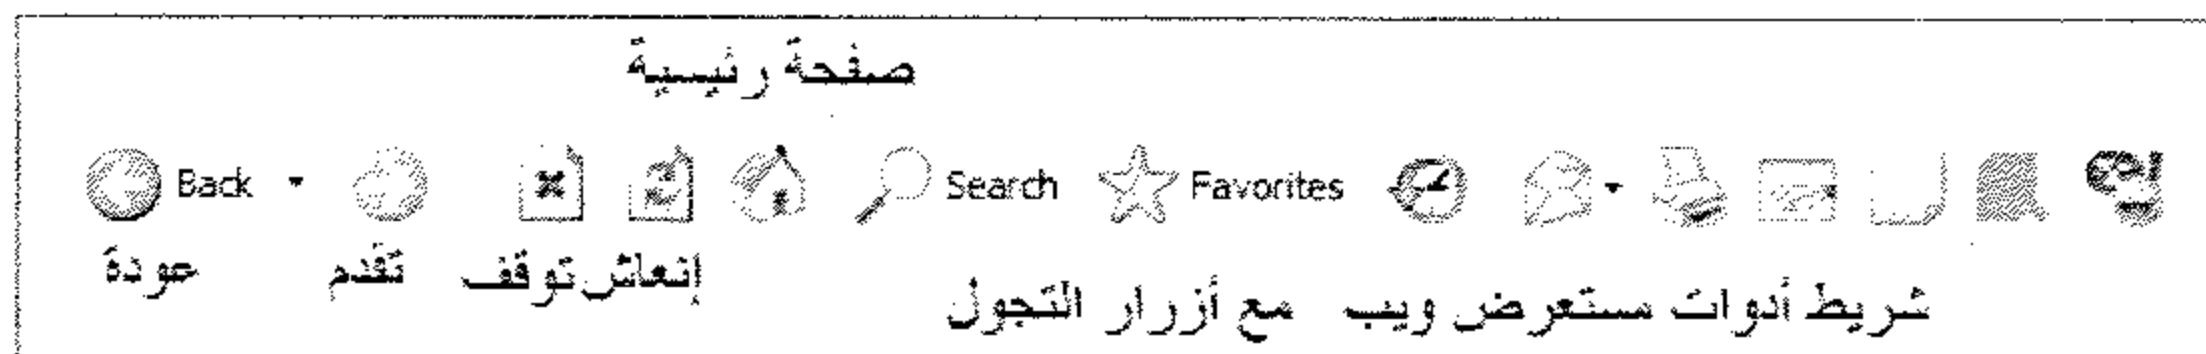 صفحة رئيسية
Back Search Favorites
عودة تقدم توقف إنعاش
شريط أدوات مستعرض ويب مع أزرار التجول